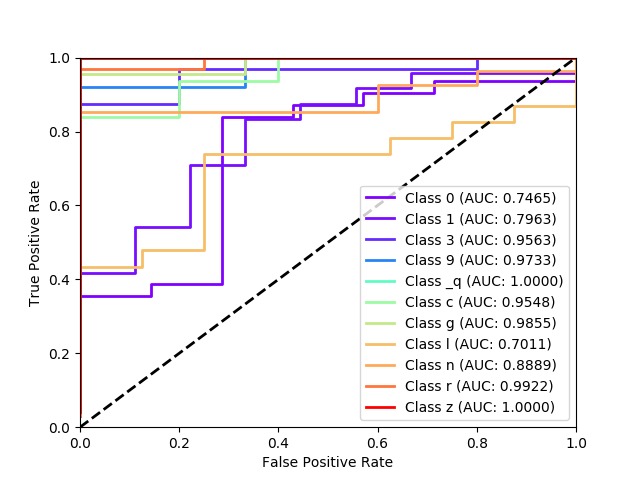 1.0
0.8
0.6
0.4
0.2
0.0
True Positive Rate
Class 0 (AUC: 0.7465)
Class 1 (AUC: 0.7963)
Class 3 (AUC: 0.9563)
Class 9 (AUC: 0.9733)
Class _q (AUC: 1.0000)
Class c (AUC: 0.9548)
Class g (AUC: 0.9855)
Class l (AUC: 0.7011)
Class n (AUC: 0.8889)
Class r (AUC: 0.9922)
Class z (AUC: 1.0000)
0.0 0.2 0.4 0.6 0.8 1.0
False Positive Rate